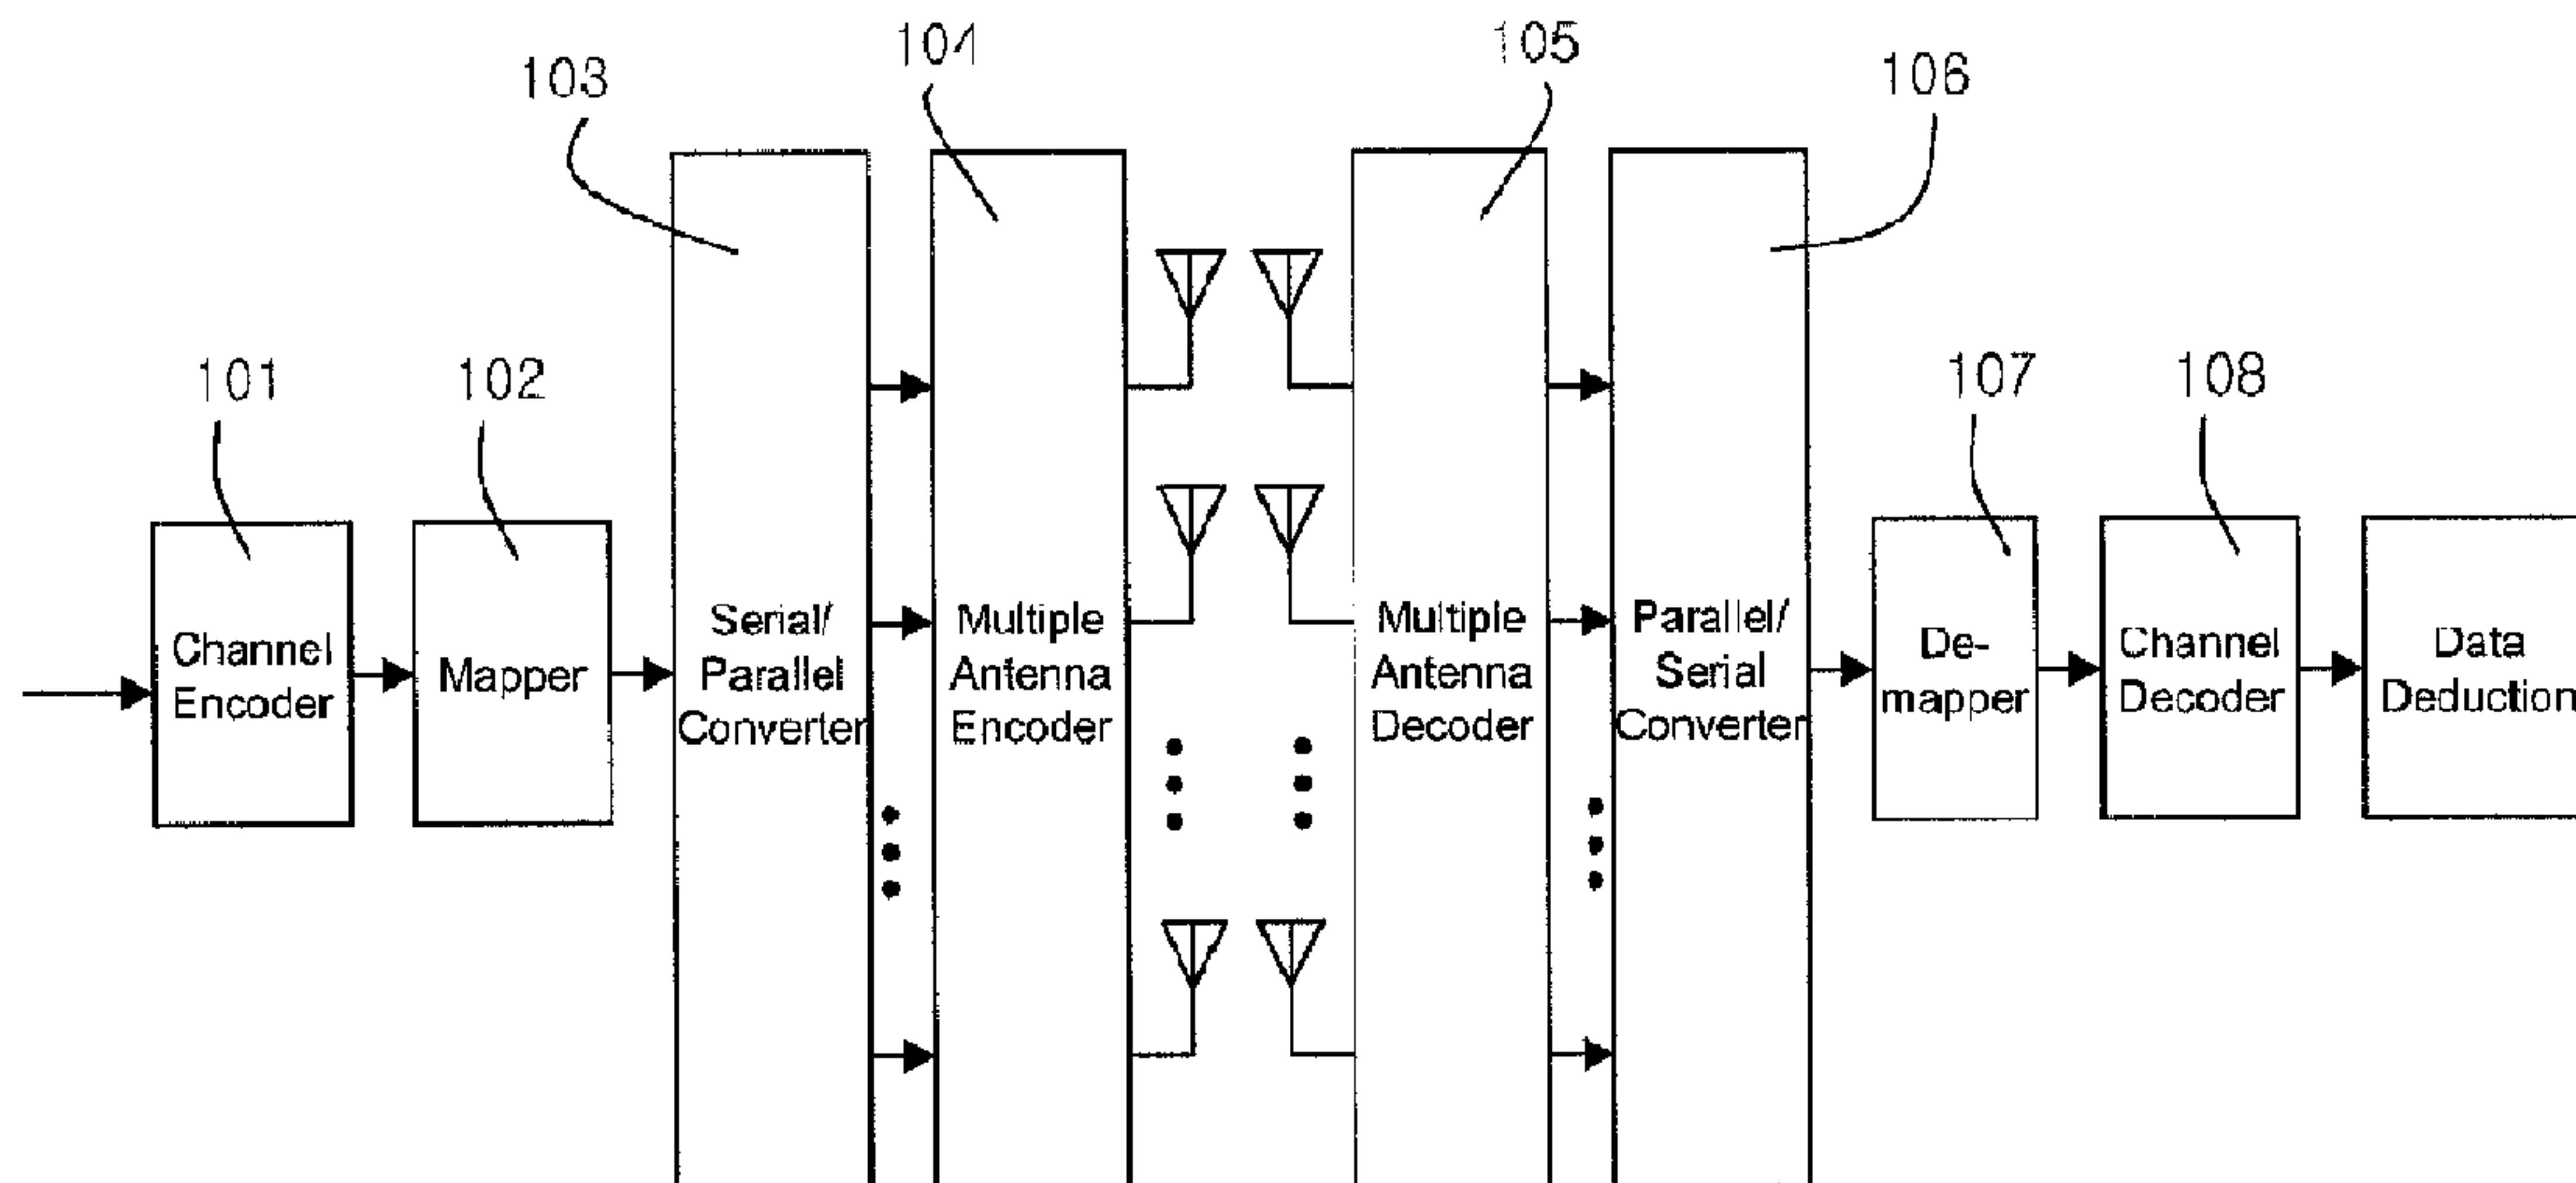 104
105
103
106
101
102
107
108
Channel
Encoder
Mapper
Serial/
Parallel
Converter
Multiple
Antenna
Encoder
Multiple
Antenna
Decoder
Parallel/
Serial
Converter
De-
mapper
Channel
Decoder
Data
Deduction